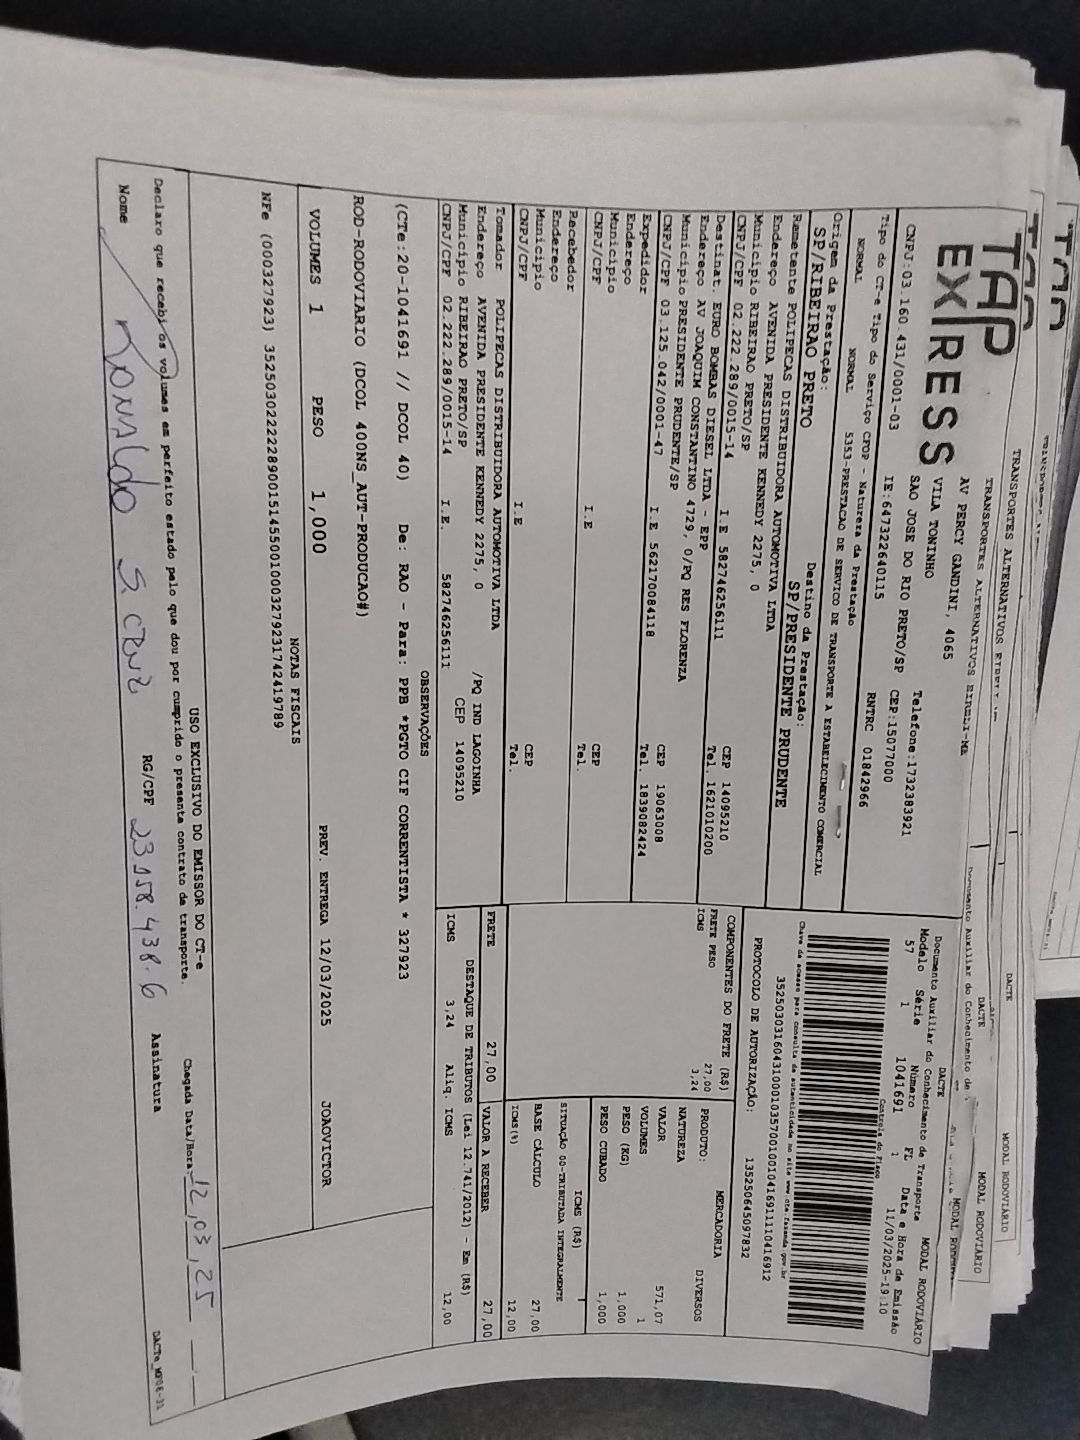 TRANSPORTES ALTERNATIVOS
DACTE
MODAL RODOVIÁRIO
TAP
EXPRESS
AV PERCY GANDINI, 4065
VILA TONINHO
SAO JOSE DO RIO PRETO/SP CEP:15077000
Telefone:1732383921
CNPJ-03.160.431/0001-03 IE:647322640115 RNTRC 01842966
DACTE MODAL RODOVIÁRIO
Documento Auxiliar do Conhecimento de Transporte
Modelo Série Número FL Data e Hora de Emissão
57 1 1041691 1 11/03/2025-19:10
Controle do Fisco
Tipo do CT-e Tipo do Serviço CFOP - Natureza da Prestação
NORMAL NORMAL 5353-PRESTACAO DE SERVICO DE TRANSPORTE A ESTABELECIMENTO COMERCIAL
Chave de acesso para consulta de autenticidade no site www.cte.fazenda.gov.br
35250303160431000103570010010416911110416912
PROTOCOLO DE AUTORIZAÇÃO: 135250645097832
Origem da Prestação: Destino da Prestação:
SP/RIBEIRAO PRETO SP/PRESIDENTE PRUDENTE
Remetente POLIPECAS DISTRIBUIDORA AUTOMOTIVA LTDA
Endereço AVENIDA PRESIDENTE KENNEDY 2275, 0
Município RIBEIRAO PRETO/SP CEP 14095210
CNPJ/CPF 02.222.289/0015-14 I.E 582746256111 Tel. 1621010200
Destinat. EURO BOMBAS DIESEL LTDA - EPP
Endereço AV JOAQUIM CONSTANTINO 4729, 0/PQ RES FLORENZA
Município PRESIDENTE PRUDENTE/SP CEP 19063008
CNPJ/CPF 03.125.042/0001-47 I.E 562170084118 Tel. 1839082424
Expedidor
Endereço
Município CEP
CNPJ/CPF I.E Tel.
Recebedor
Endereço
Município CEP
CNPJ/CPF I.E Tel.
Tomador POLIPECAS DISTRIBUIDORA AUTOMOTIVA LTDA
Endereço AVENIDA PRESIDENTE KENNEDY 2275, 0 /PQ IND LAGOINHA
Município RIBEIRAO PRETO/SP CEP 14095210
CNPJ/CPF 02.222.289/0015-14 I.E. 582746256111
COMPONENTES DO FRETE (R$)
FRETE PESO 27,00
ICMS 3,24
PRODUTO: MERCADORIA
NATUREZA DIVERSOS
VALOR 571,07
VOLUMES 1
PESO (KG) 1,000
PESO CUBADO 1,000
ICMS (R$)
SITUAÇÃO 00-TRIBUTADA INTEGRALMENTE
BASE CÁLCULO 27,00
ICMS(%) 12,00
FRETE 27,00 VALOR A RECEBER 27,00
DESTAQUE DE TRIBUTOS (Lei 12.741/2012) - Em (R$)
ICMS 3,24 Aliq. ICMS 12,00
OBSERVAÇÕES
(CTe:20-1041691 // DCOL 40) De: RAO - Para: PPB *PGTO CIF CORRENTISTA * 327923
ROD-RODOVIARIO (DCOL 400NS_AUT-PRODUCAO#)
VOLUMES 1 PESO 1,000 PREV. ENTREGA 12/03/2025 JOAOVICTOR
NOTAS FISCAIS
NFe (000327923) 35250302222289001514550010003279231742419789
USO EXCLUSIVO DO EMISSOR DO CT-e
Declaro que recebi os volumes em perfeito estado pelo que dou por cumprido o presente contrato de transporte. Chegada Data/Hora: 12,03,25
Nome Donaldo S. CRUZ RG/CPF 23158.438.6 Assinatura